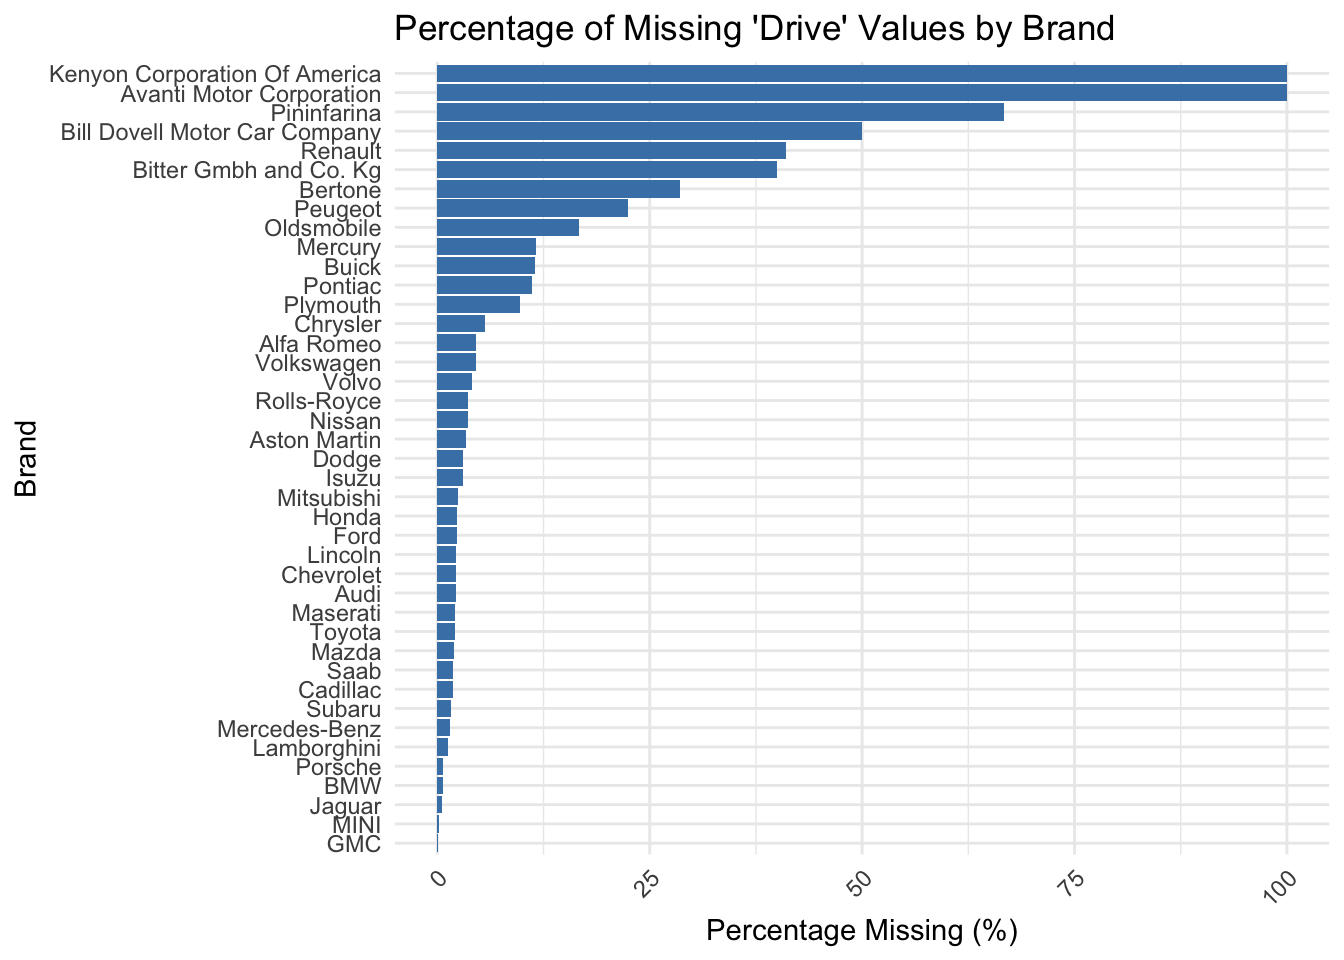 Percentage of Missing 'Drive' Values by Brand
Kenyon Corporation Of America
Avanti Motor Corporation
Pininfarina
Bill Dovell Motor Car Company
Renault
Bitter Gmbh and Co. Kg
Bertone
Peugeot
Oldsmobile
Mercury
Buick
Pontiac
Plymouth
Chrysler
Alfa Romeo
Volkswagen
Volvo
Rolls-Royce
Nissan
Aston Martin
Dodge
Isuzu
Mitsubishi
Honda
Ford
Lincoln
Chevrolet
Audi
Maserati
Toyota
Mazda
Saab
Cadillac
Subaru
Mercedes-Benz
Lamborghini
Porsche
BMW
Jaguar
MINI
GMC
Brand
0 25 50 75 100
Percentage Missing (%)